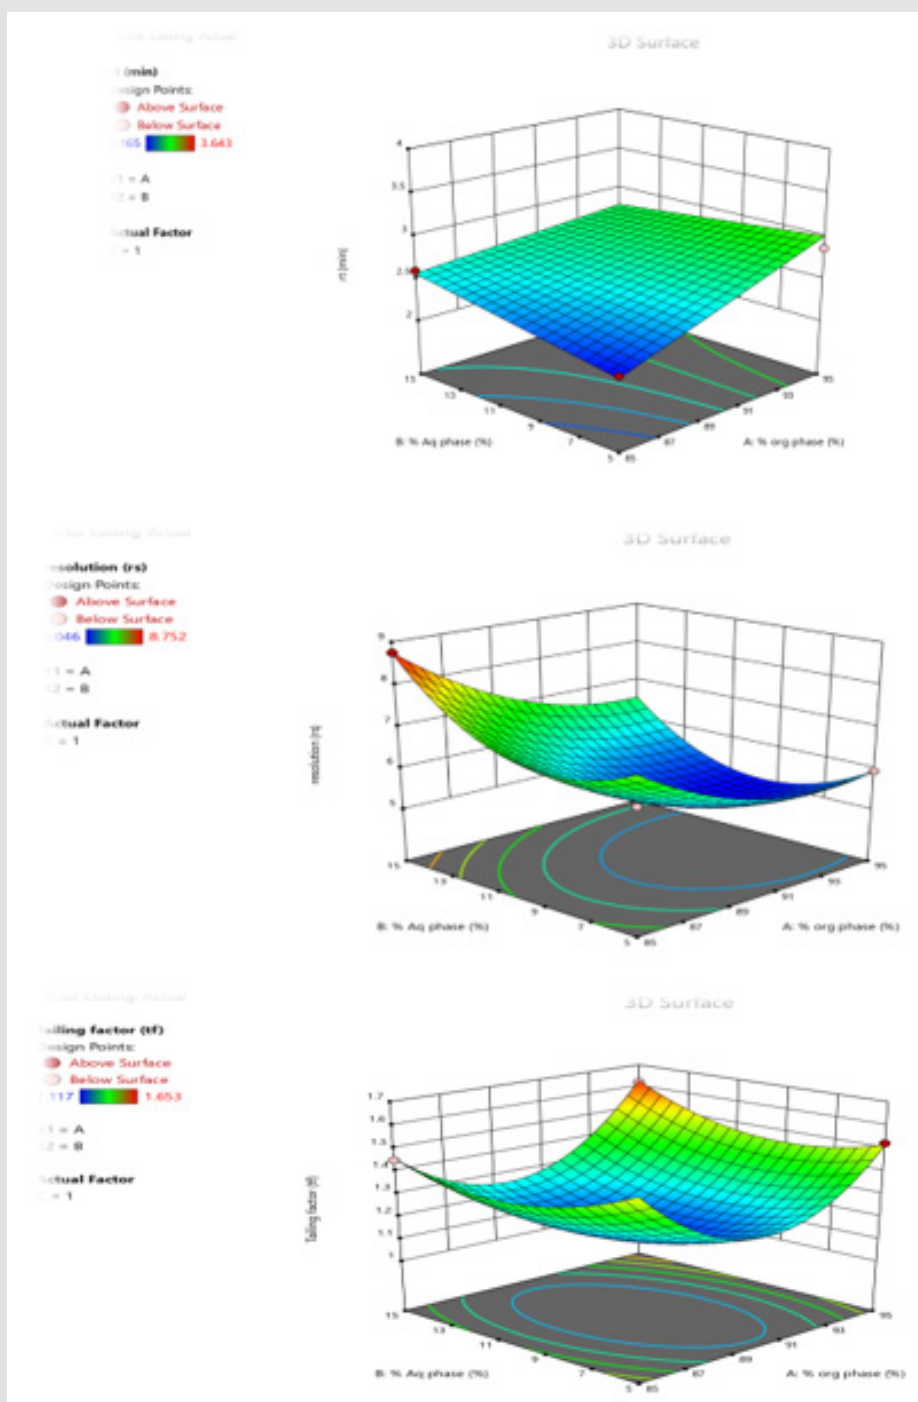 3D Surface
(min)
Design Points:
Above Surface
Below Surface
3.643
= A
= B
Actual Factor
= 1
rt (min)
4
3.5
3
2.5
2
15
13
11
9
7
5
85
87
89
91
93
95
B: % Aq phase (%)
A: % org phase (%)
3D Surface
resolution (rs)
Design Points:
Above Surface
Below Surface
8.752
= A
= B
Actual Factor
= 1
resolution (rs)
9
8
7
6
5
15
13
11
9
7
5
85
87
89
91
93
95
B: % Aq phase (%)
A: % org phase (%)
3D Surface
Tailing factor (tf)
Design Points:
Above Surface
Below Surface
1.653
= A
= B
Actual Factor
= 1
Tailing factor (tf)
1.7
1.6
1.5
1.4
1.3
1.2
1.1
1
15
13
11
9
7
5
85
87
89
91
93
95
B: % Aq phase (%)
A: % org phase (%)